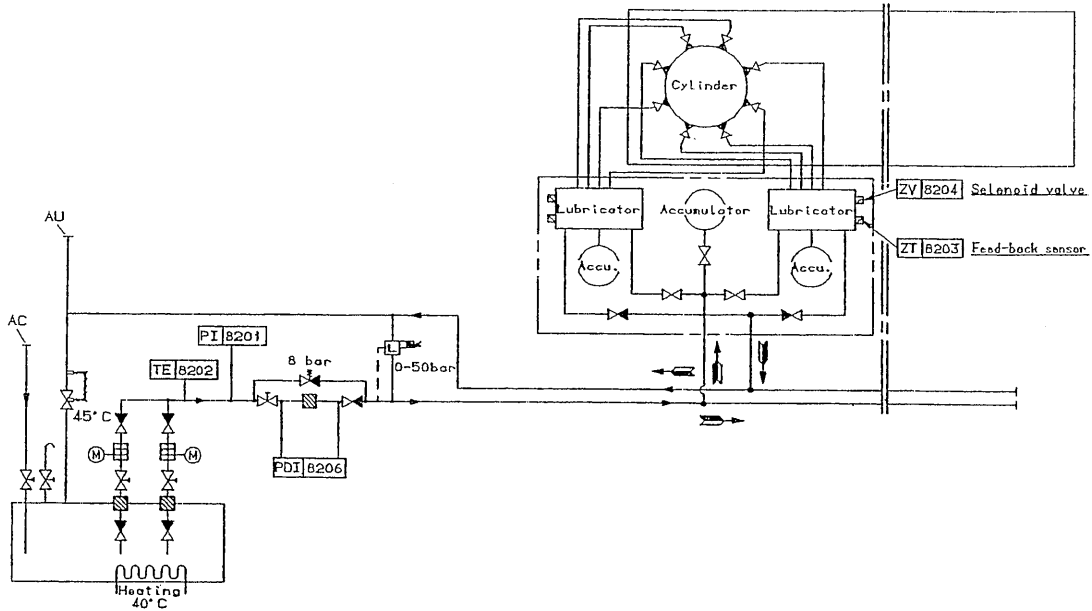 Cylinder
ZV 8204 Selonoid valve
Lubricator
Accumulator
Lubricator
ZT 8203 Feed-back sensor
Accu.
Accu.
AU
AC
PI 8201
TE 8202
8 bar
L
0-50bar
45° C
M
M
PDI 8206
Heating
40° C